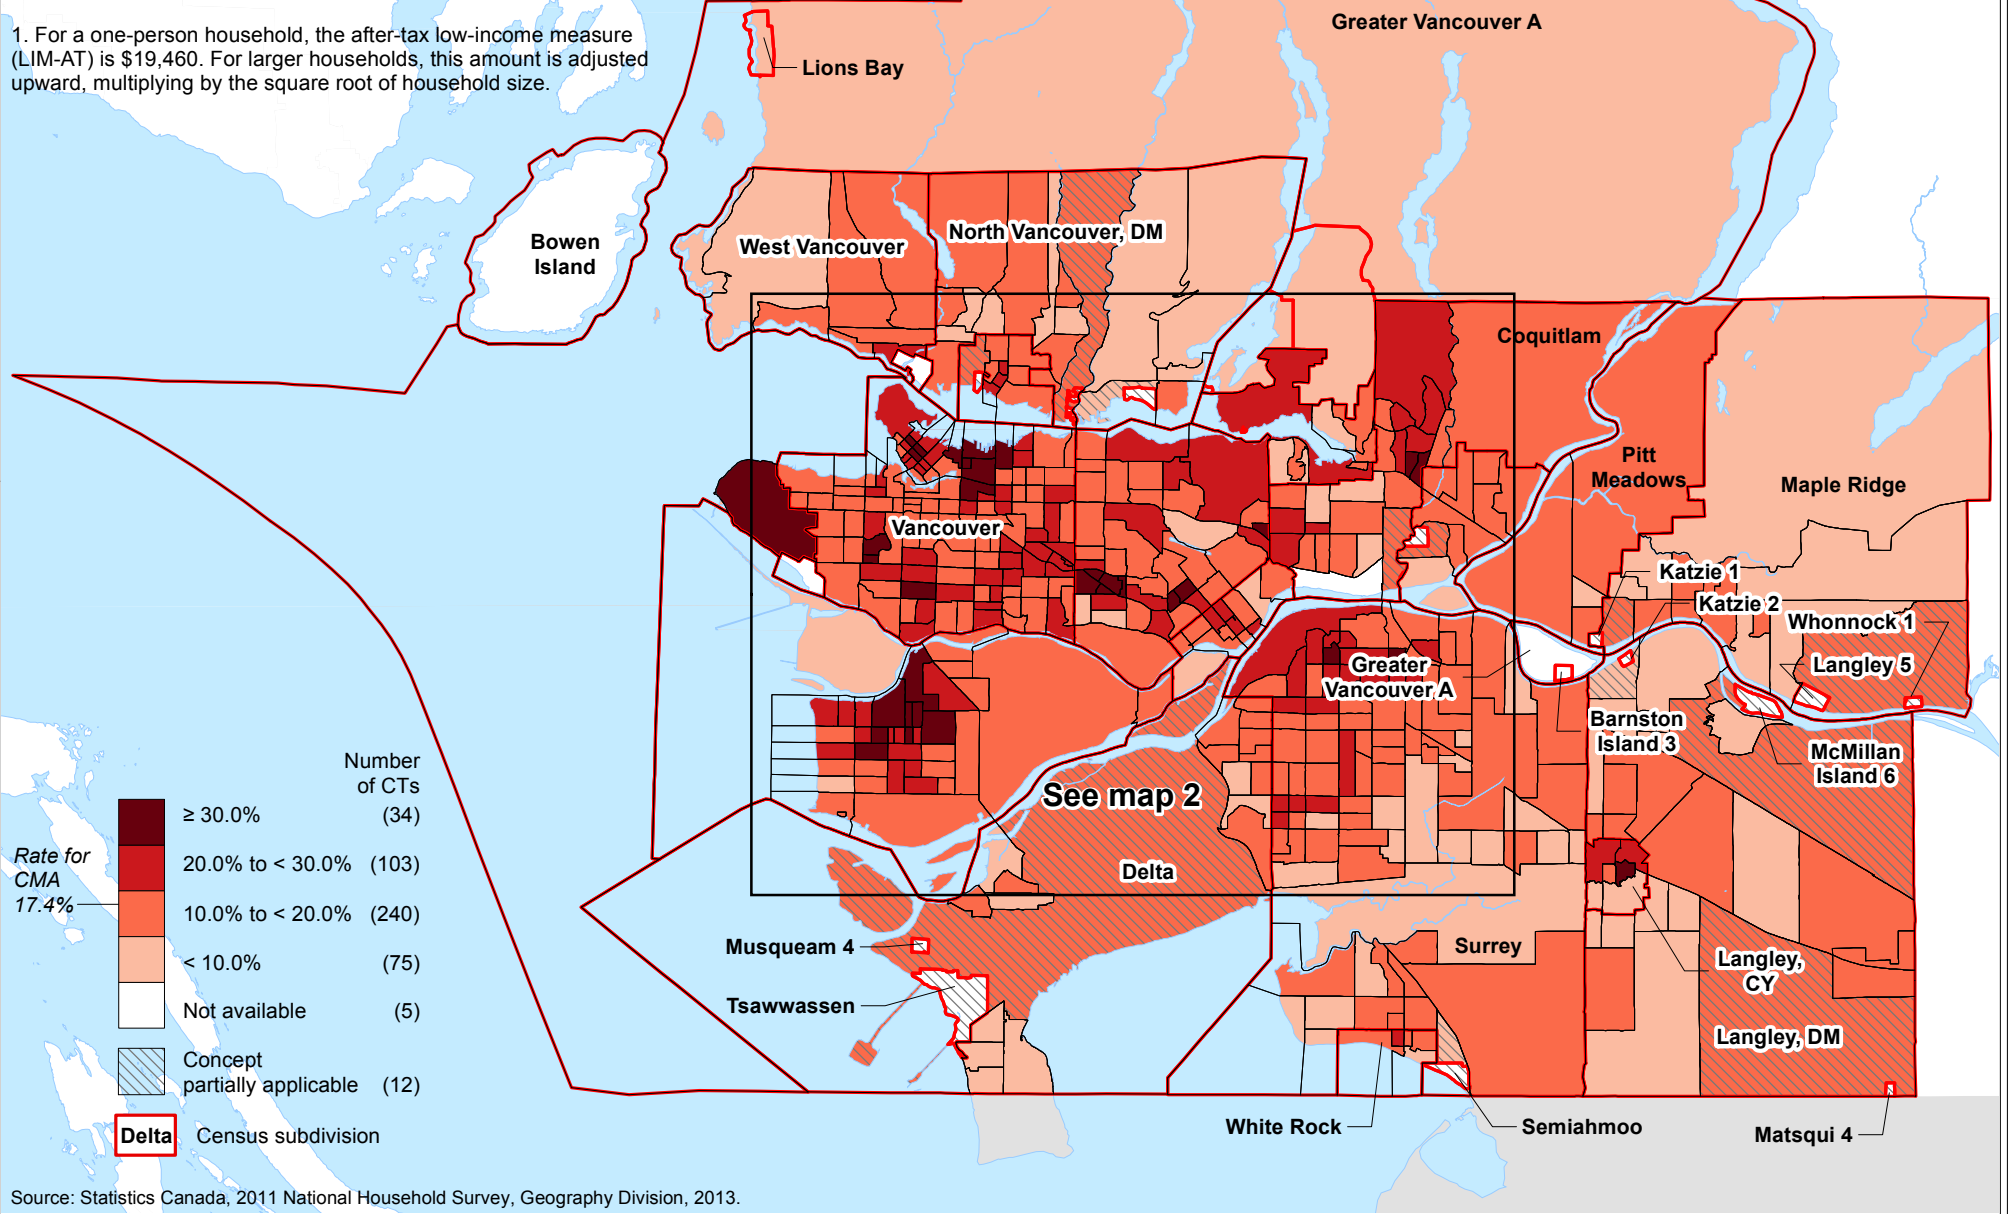 1. For a one-person household, the after-tax low-income measure
(LIM-AT) is $19,460. For larger households, this amount is adjusted
upward, multiplying by the square root of household size.
Greater Vancouver A
Lions Bay
Bowen
Island
West Vancouver
North Vancouver, DM
Coquitlam
Pitt
Meadows
Maple Ridge
Vancouver
Katzie 1
Katzie 2
Whonnock 1
Langley 5
Greater
Vancouver A
Barnston
Island 3
McMillan
Island 6
See map 2
Delta
Musqueam 4
Tsawwassen
Surrey
Langley,
CY
Langley, DM
White Rock
Semiahmoo
Matsqui 4
Number
of CTs
≥ 30.0% (34)
20.0% to < 30.0% (103)
Rate for
CMA
17.4%
10.0% to < 20.0% (240)
< 10.0% (75)
Not available (5)
Concept
partially applicable (12)
Delta Census subdivision
Source: Statistics Canada, 2011 National Household Survey, Geography Division, 2013.